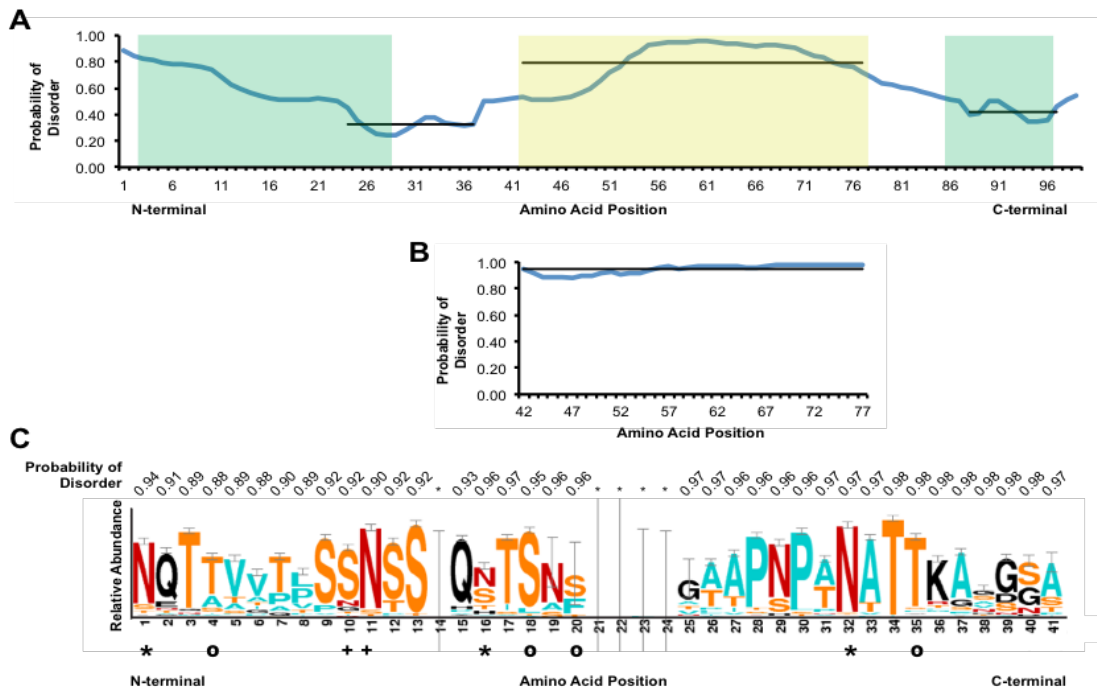 A
Probability of
Disorder
1.00
0.80
0.60
0.40
0.20
0.00
1 6 11 16 21 26 31 36 41 46 51 56 61 66 71 76 81 86 91 96
N-terminal Amino Acid Position C-terminal
B
Probability of
Disorder
1.00
0.80
0.60
0.40
0.20
0.00
42 47 52 57 62 67 72 77
Amino Acid Position
C
Probability of
Disorder
0.94 0.91 0.89 0.88 0.89 0.88 0.90 0.89 0.92 0.92 0.90 0.92 0.92 * 0.93 0.96 0.97 0.95 0.96 0.96 * * * * 0.97 0.97 0.96 0.96 0.96 0.96 0.97 0.97 0.97 0.98 0.98 0.98 0.98 0.98 0.98 0.98 0.97
Relative Abundance
NQTTVVTLSSNSS QNTSNS GAAPNPANATTKA GSA
1 2 3 4 5 6 7 8 9 10 11 12 13 14 15 16 17 18 19 20 21 22 23 24 25 26 27 28 29 30 31 32 33 34 35 36 37 38 39 40 41
* o + + * o o * o
N-terminal Amino Acid Position C-terminal